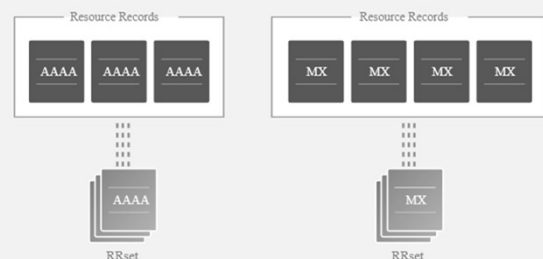 Resource Records
AAAA AAAA AAAA
AAAA
RRset
Resource Records
MX MX MX MX
MX
RRset